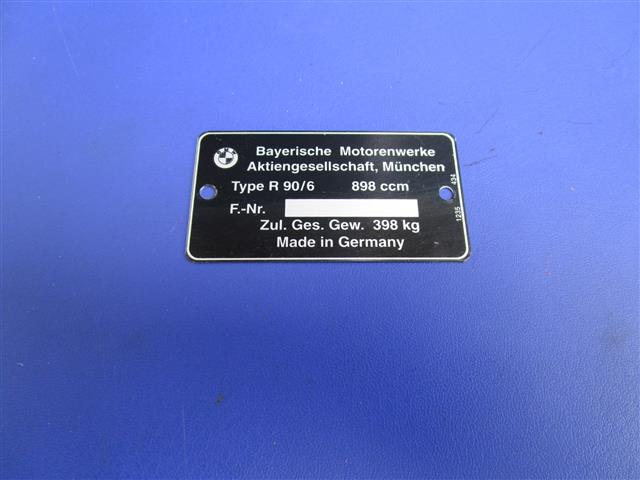 Bayerische Motorenwerke
Aktiengesellschaft, München
Type R 90/6 898 ccm
F.-Nr.
Zul. Ges. Gew. 398 kg
Made in Germany
1235 434